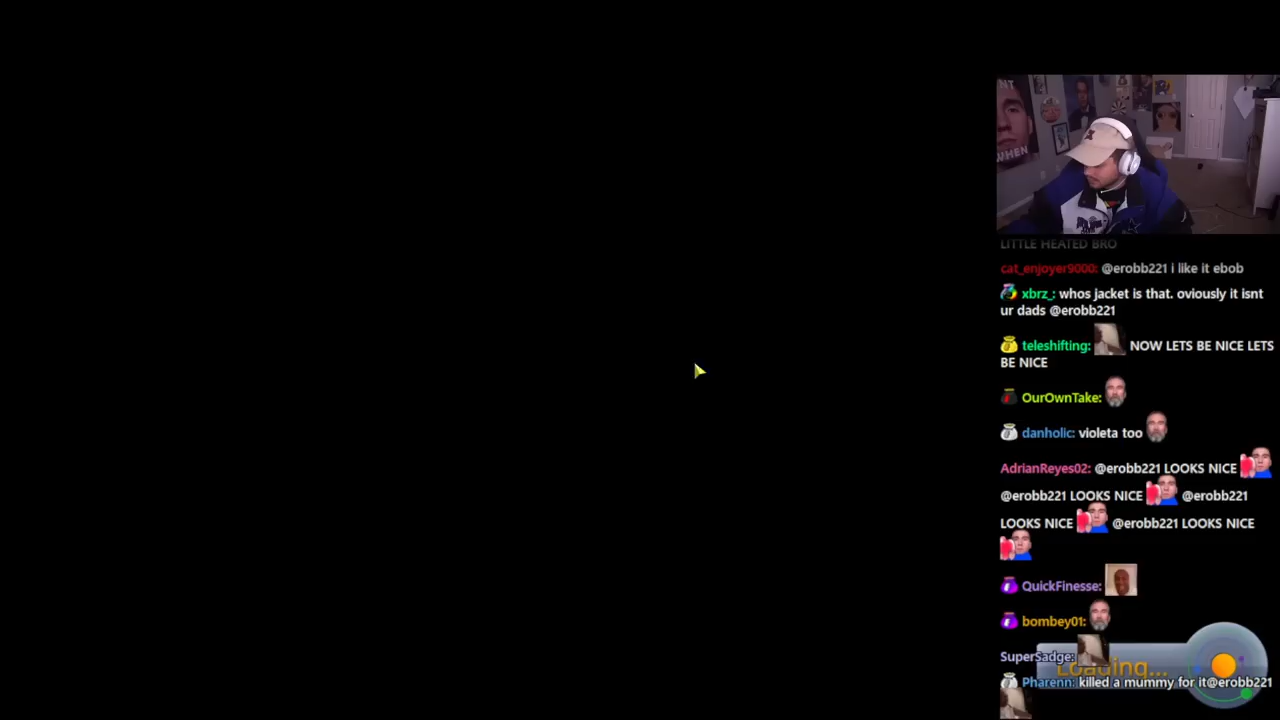 NT
WHEN
LITTLE HEATED BRO
cat_enjoyer9000: @erobb221 i like it ebob
xbrz_: whos jacket is that. oviously it isnt
ur dads @erobb221
teleshifting: NOW LETS BE NICE LETS
BE NICE
OurOwnTake:
danholic: violeta too
AdrianReyes02: @erobb221 LOOKS NICE
@erobb221 LOOKS NICE @erobb221
LOOKS NICE @erobb221 LOOKS NICE
QuickFinesse:
bombey01:
SuperSadge:
Loading...
Pharenn: killed a mummy for it@erobb221